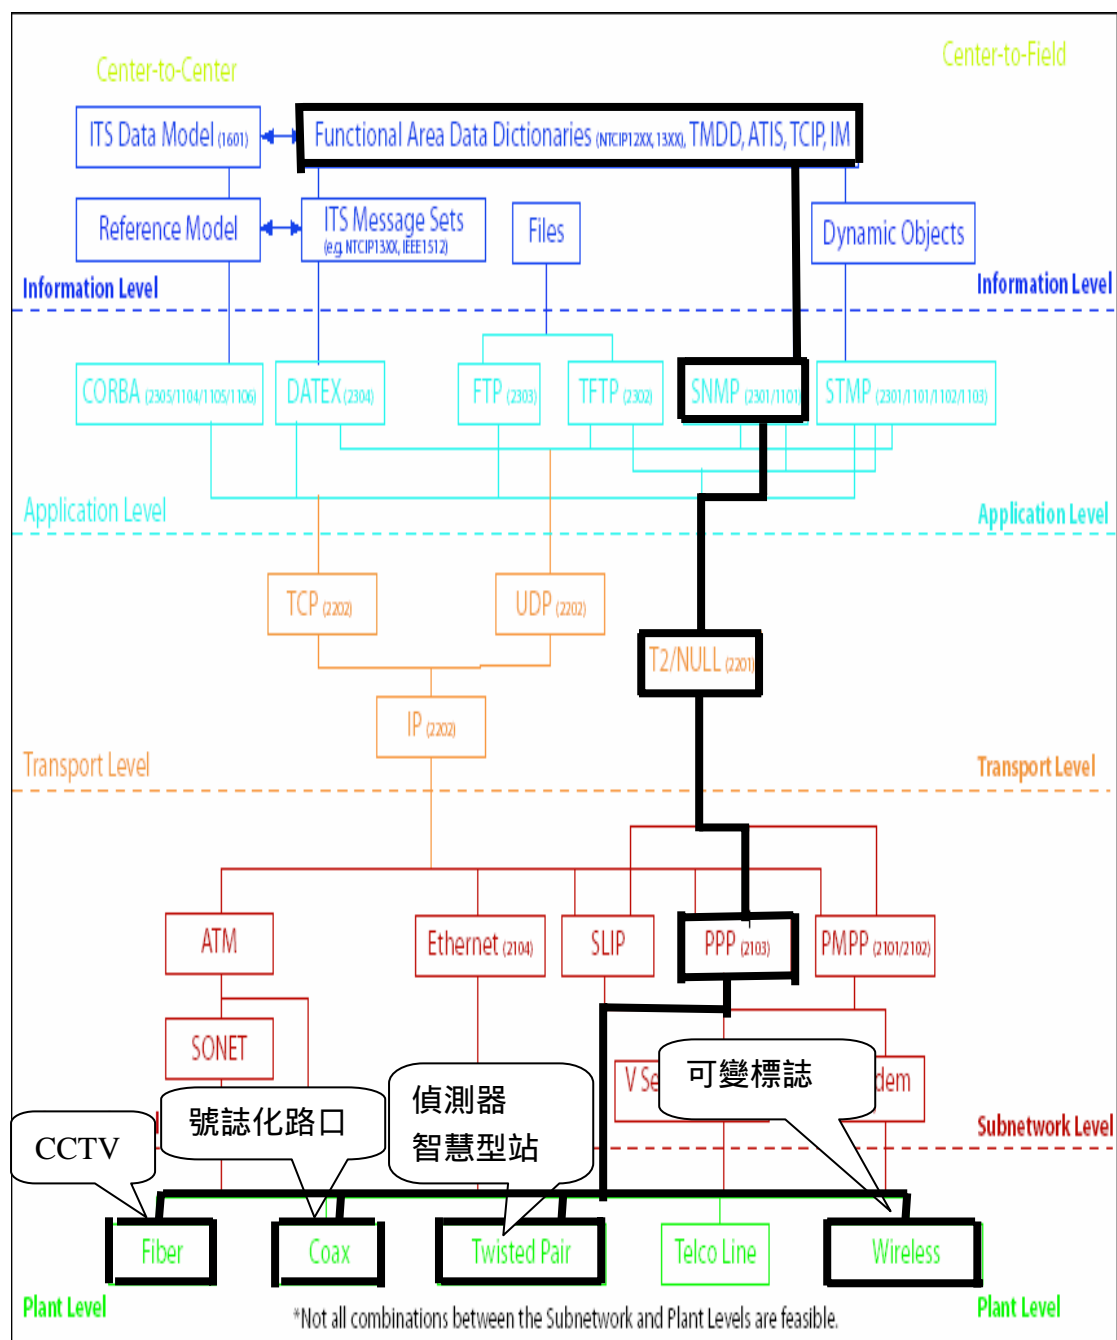 Center-to-Center
Center-to-Field
ITS Data Model (1601)
Functional Area Data Dictionaries (NTCIP12XX, 13XX), TMDD, ATIS, TCIP, IM
Reference Model
ITS Message Sets
(e.g. NTCIP13XX, IEEE1512)
Files
Dynamic Objects
Information Level
Information Level
CORBA (2305/1104/1105/1106)
DATEX (2304)
FTP (2303)
TFTP (2302)
SNMP (2301/1101)
STMP (2301/1101/1102/1103)
Application Level
Application Level
TCP (2202)
UDP (2202)
T2/NULL (2201)
IP (2202)
Transport Level
Transport Level
ATM
Ethernet (2104)
SLIP
PPP (2103)
PMPP (2101/2102)
SONET
V Se
dem
可變標誌
偵測器
智慧型站
號誌化路口
CCTV
Subnetwork Level
Fiber
Coax
Twisted Pair
Telco Line
Wireless
Plant Level
*Not all combinations between the Subnetwork and Plant Levels are feasible.
Plant Level